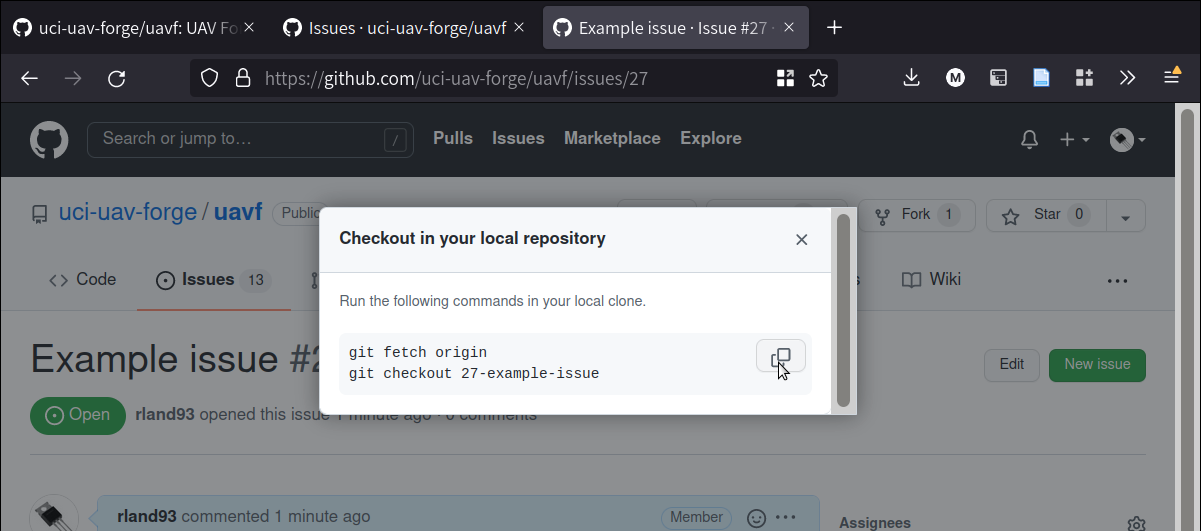 uci-uav-forge/uavf: UAV Fo
Issues · uci-uav-forge/uavf
Example issue · Issue #27 ·
https://github.com/uci-uav-forge/uavf/issues/27
M
Search or jump to…
/
Pulls
Issues
Marketplace
Explore
uci-uav-forge / uavf
Public
Fork 1
Star 0
Code
Issues 13
s
Wiki
Checkout in your local repository
Run the following commands in your local clone.
git fetch origin
git checkout 27-example-issue
Example issue #2
Edit
New issue
Open
rland93 opened this issue 1 minute ago · 0 comments
rland93 commented 1 minute ago
Member
Assignees